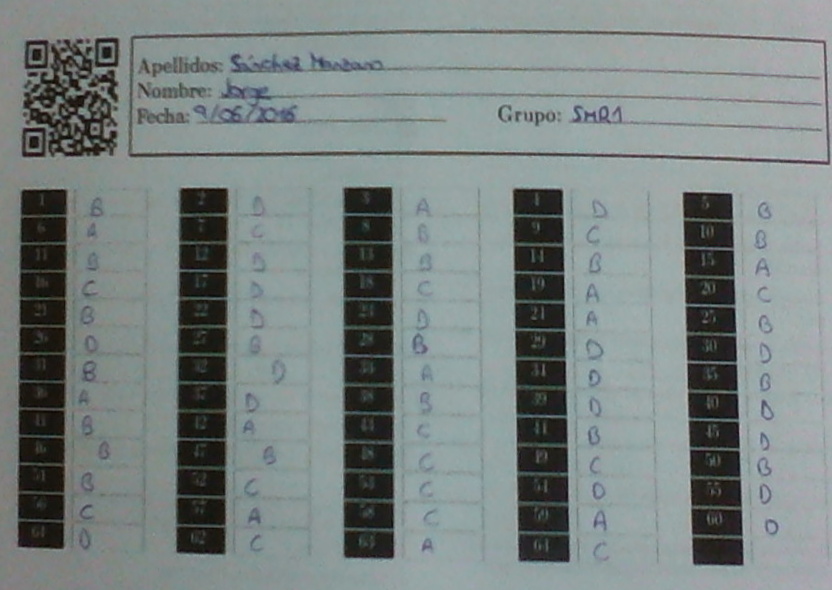 Apellidos: Sánchez Manzano
Nombre: Jorge
Fecha: 9/06/2016 Grupo: SMR1
1 B 2 D 3 A 4 D 5 B
6 A 7 C 8 B 9 C 10 B
11 B 12 D 13 B 14 B 15 A
16 C 17 D 18 C 19 A 20 C
21 B 22 D 23 D 24 A 25 B
26 D 27 B 28 B 29 D 30 D
31 B 32 D 33 A 34 D 35 B
36 A 37 D 38 B 39 D 40 D
41 B 42 A 43 C 44 B 45 D
46 B 47 B 48 C 49 C 50 B
51 B 52 C 53 C 54 D 55 D
56 C 57 A 58 C 59 A 60 D
61 D 62 C 63 A 64 C